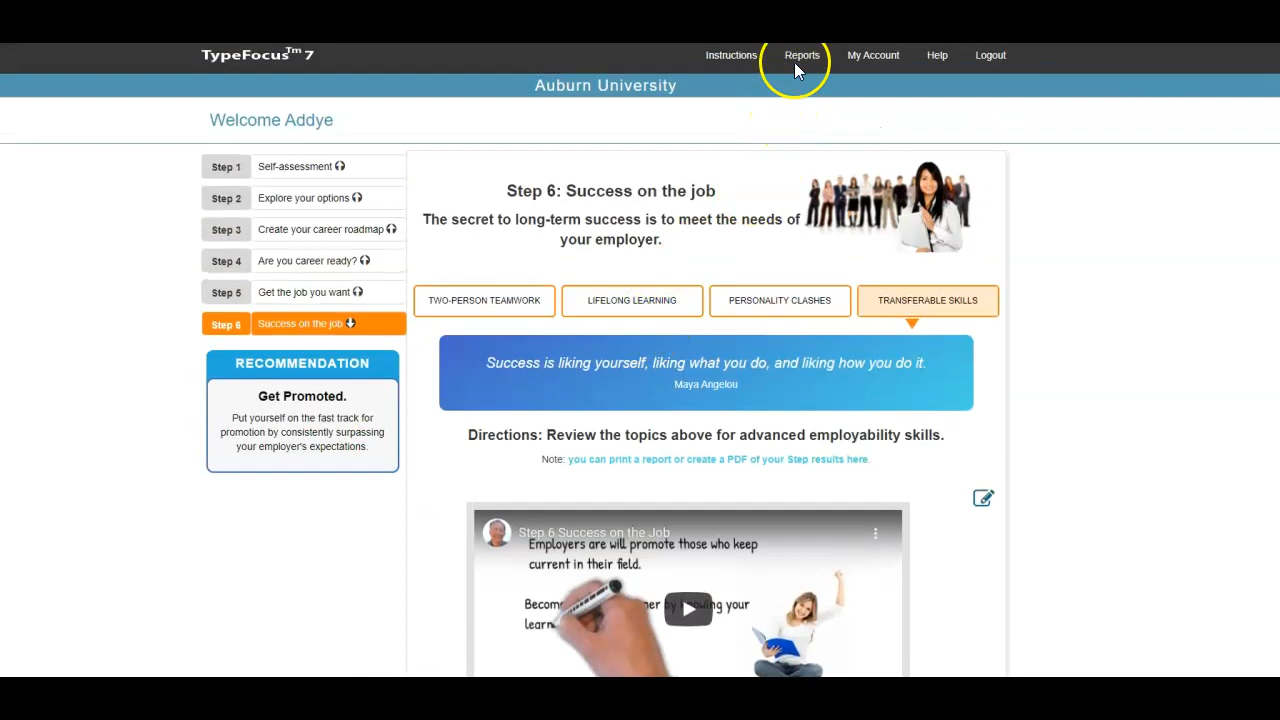 TypeFocus™ 7
Instructions
Reports
My Account
Help
Logout
Auburn University
Welcome Addye
Step 1
Self-assessment
Step 2
Explore your options
Step 3
Create your career roadmap
Step 4
Are you career ready?
Step 5
Get the job you want
Step 6
Success on the job
RECOMMENDATION
Get Promoted.
Put yourself on the fast track for
promotion by consistently surpassing
your employer's expectations.
Step 6: Success on the job
The secret to long-term success is to meet the needs of
your employer.
TWO-PERSON TEAMWORK
LIFELONG LEARNING
PERSONALITY CLASHES
TRANSFERABLE SKILLS
Success is liking yourself, liking what you do, and liking how you do it.
Maya Angelou
Directions: Review the topics above for advanced employability skills.
Note: you can print a report or create a PDF of your Step results here.
Step 6 Success on the Job
Employers are will promote those who keep
current in their field.
your
learn